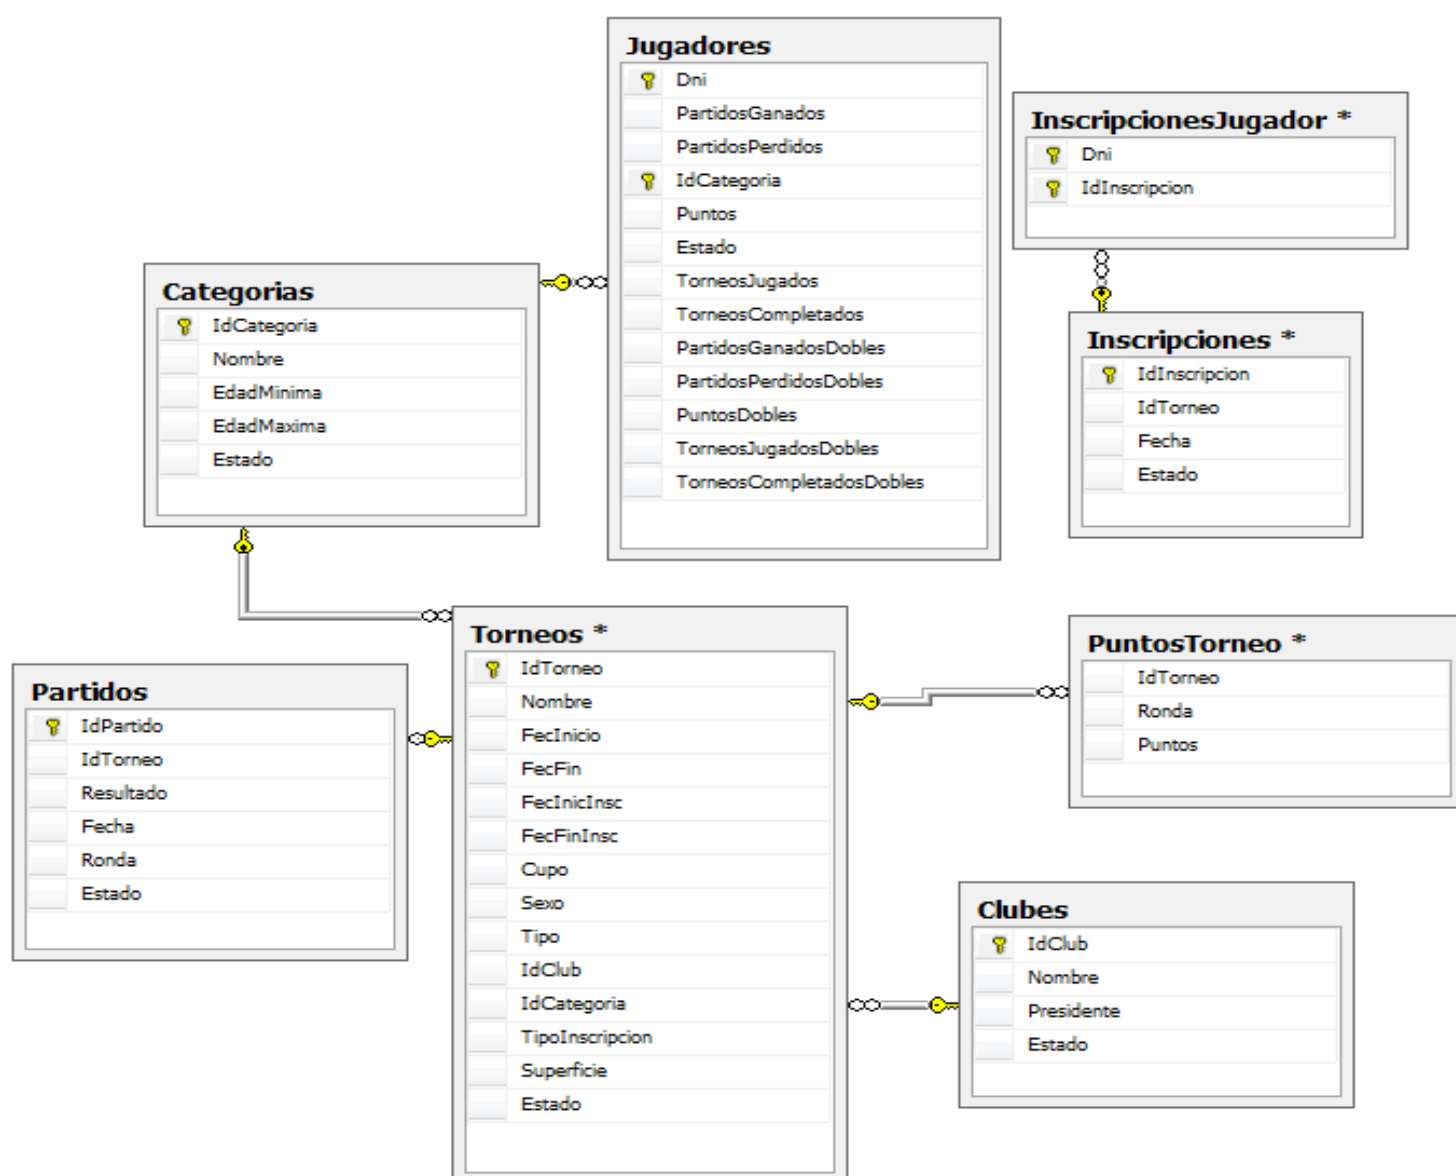 Jugadores
Dni
PartidosGanados
PartidosPerdidos
IdCategoria
Puntos
Estado
TorneosJugados
TorneosCompletados
PartidosGanadosDobles
PartidosPerdidosDobles
PuntosDobles
TorneosJugadosDobles
TorneosCompletadosDobles
InscripcionesJugador *
Dni
IdInscripcion
Categorias
IdCategoria
Nombre
EdadMinima
EdadMaxima
Estado
Inscripciones *
IdInscripcion
IdTorneo
Fecha
Estado
Torneos *
IdTorneo
Nombre
FecInicio
FecFin
FecInicInsc
FecFinInsc
Cupo
Sexo
Tipo
IdClub
IdCategoria
TipoInscripcion
Superficie
Estado
PuntosTorneo *
IdTorneo
Ronda
Puntos
Partidos
IdPartido
IdTorneo
Resultado
Fecha
Ronda
Estado
Clubes
IdClub
Nombre
Presidente
Estado